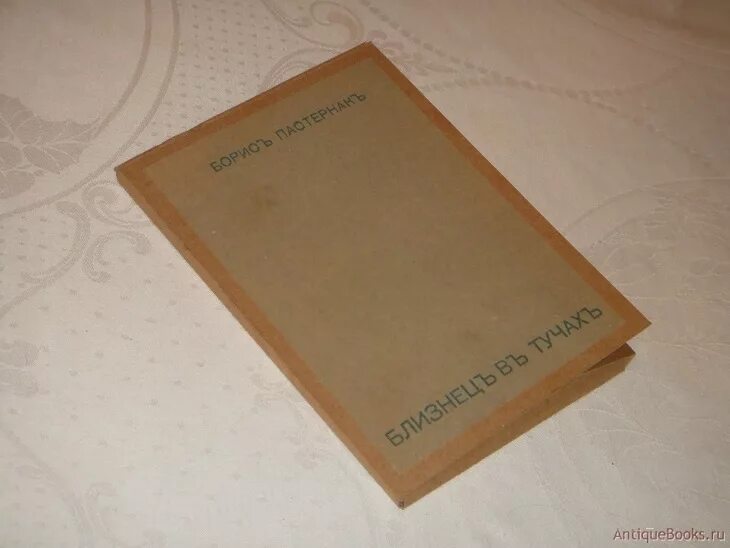 БОРИСЪ ПАСТЕРНАКЪ
БЛИЗНЕЦЪ ВЪ ТУЧАХЪ
AntiqueBooks.ru